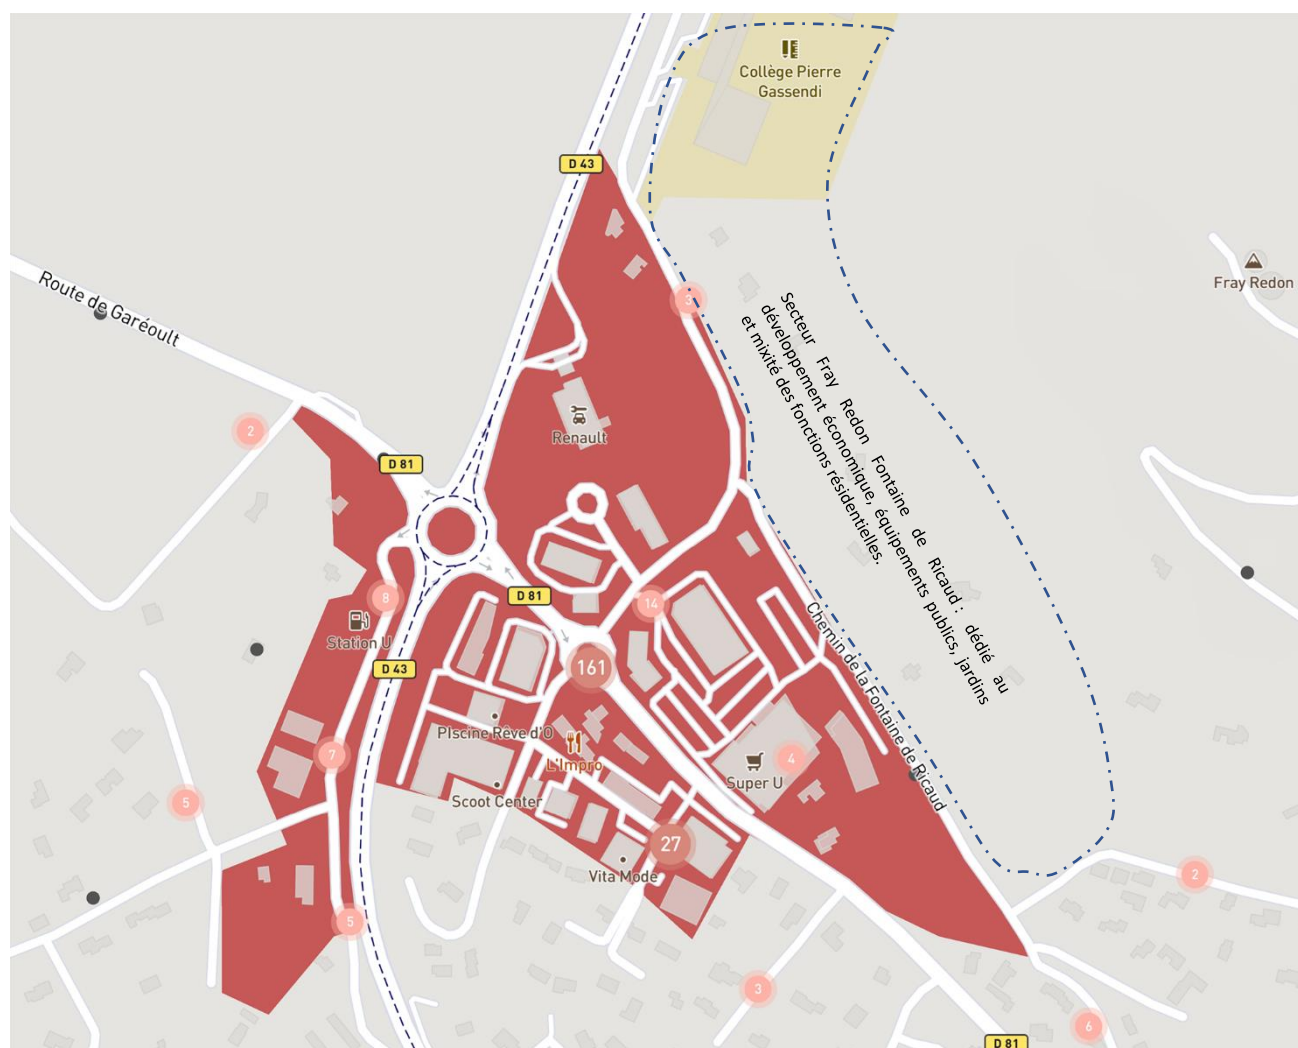 Collège Pierre
Gassendi
D 43
3
Fray Redon
Route de Garéoult
Secteur Fray Redon Fontaine de Ricaud : dédié au
développement économique, équipements publics, jardins
et mixité des fonctions résidentielles.
2
Renault
D 81
8
D 81
14
Station U
D 43
161
Chemin de la Fontaine de Ricaud
PIscine Rêve d'O
7
L'Impro
4
Super U
5
Scoot Center
27
Vita Mode
2
5
3
6
D 81